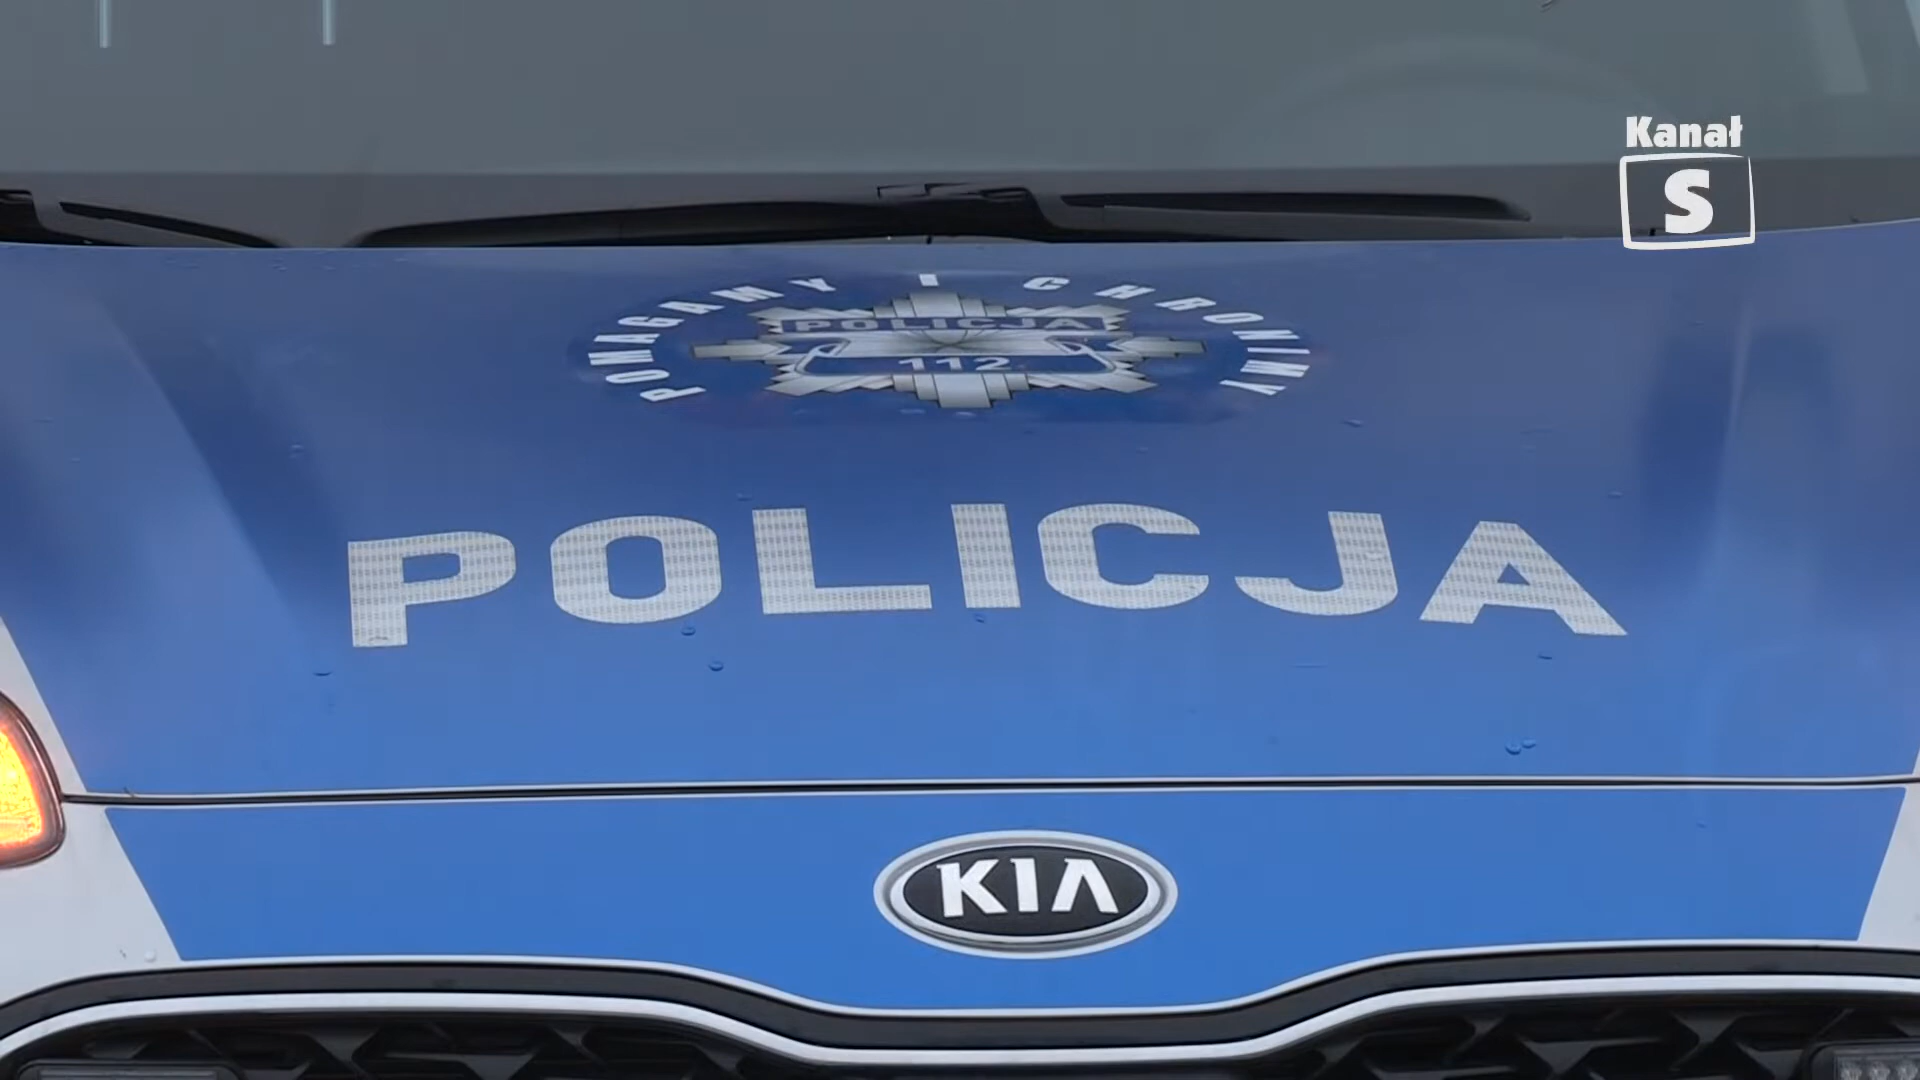 Kanał
S
POMAGAMY I CHRONIMY
POLICJA
112
POLICJA
KIA